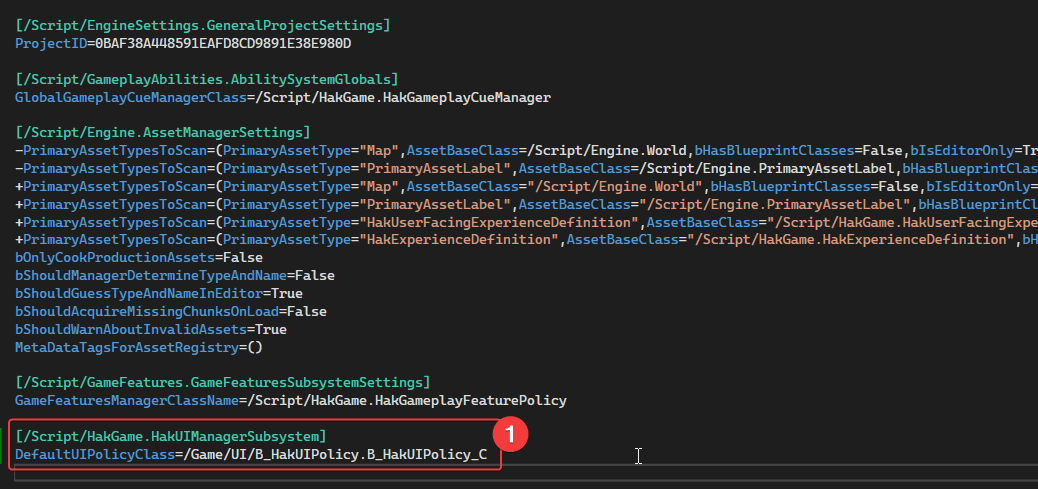 [/Script/EngineSettings.GeneralProjectSettings]
ProjectID=0BAF38A448591EAFD8CD9891E38E980D
[/Script/GameplayAbilities.AbilitySystemGlobals]
GlobalGameplayCueManagerClass=/Script/HakGame.HakGameplayCueManager
[/Script/Engine.AssetManagerSettings]
-PrimaryAssetTypesToScan=(PrimaryAssetType="Map",AssetBaseClass=/Script/Engine.World,bHasBlueprintClasses=False,bIsEditorOnly=Tr
-PrimaryAssetTypesToScan=(PrimaryAssetType="PrimaryAssetLabel",AssetBaseClass=/Script/Engine.PrimaryAssetLabel,bHasBlueprintClas
+PrimaryAssetTypesToScan=(PrimaryAssetType="Map",AssetBaseClass="/Script/Engine.World",bHasBlueprintClasses=False,bIsEditorOnly=
+PrimaryAssetTypesToScan=(PrimaryAssetType="PrimaryAssetLabel",AssetBaseClass="/Script/Engine.PrimaryAssetLabel",bHasBlueprintCl
+PrimaryAssetTypesToScan=(PrimaryAssetType="HakUserFacingExperienceDefinition",AssetBaseClass="/Script/HakGame.HakUserFacingExpe
+PrimaryAssetTypesToScan=(PrimaryAssetType="HakExperienceDefinition",AssetBaseClass="/Script/HakGame.HakExperienceDefinition",bH
bOnlyCookProductionAssets=False
bShouldManagerDetermineTypeAndName=False
bShouldGuessTypeAndNameInEditor=True
bShouldAcquireMissingChunksOnLoad=False
bShouldWarnAboutInvalidAssets=True
MetaDataTagsForAssetRegistry=()
[/Script/GameFeatures.GameFeaturesSubsystemSettings]
GameFeaturesManagerClassName=/Script/HakGame.HakGameplayFeaturePolicy
[/Script/HakGame.HakUIManagerSubsystem]
1
DefaultUIPolicyClass=/Game/UI/B_HakUIPolicy.B_HakUIPolicy_C